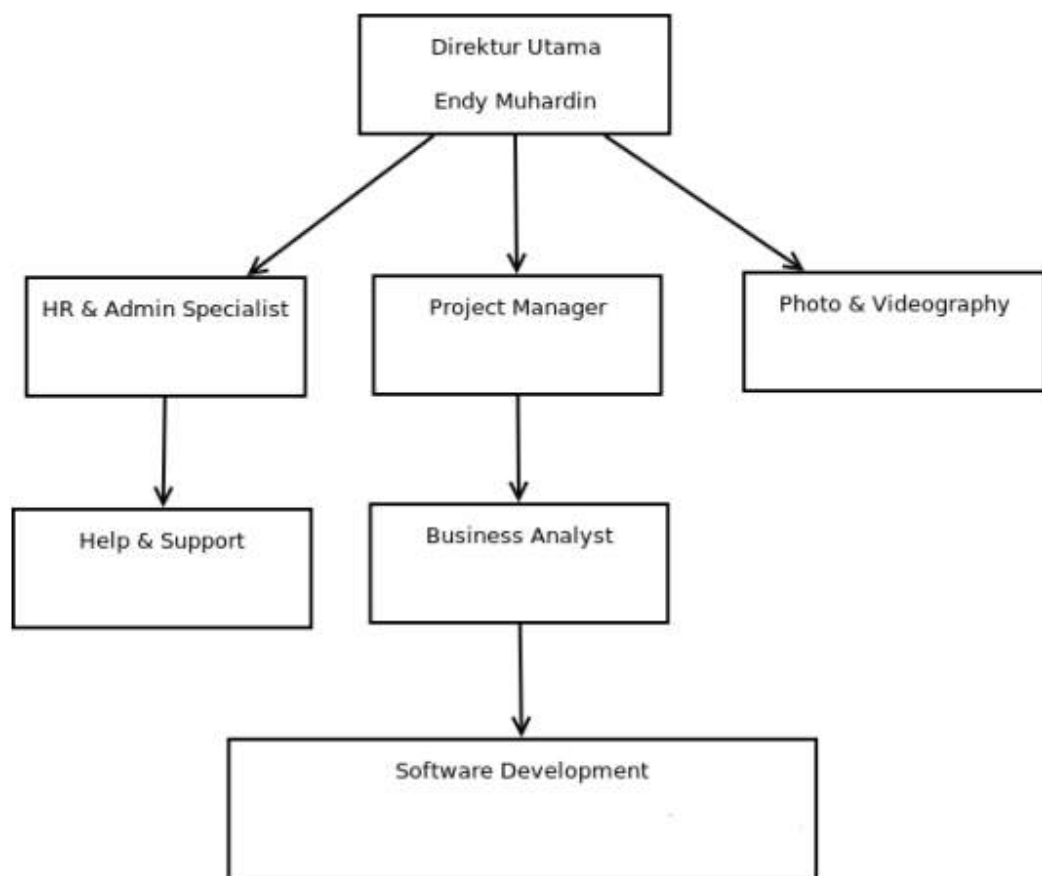 Direktur Utama
Endy Muhardin
HR & Admin Specialist
Project Manager
Photo & Videography
Help & Support
Business Analyst
Software Development